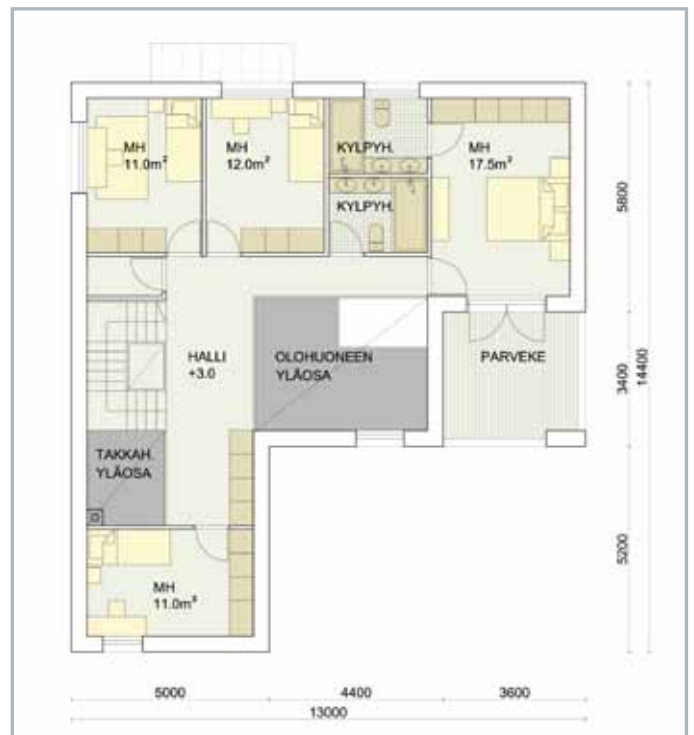 MH
11.0m²
MH
12.0m²
KYLPYH.
MH
17.5m²
KYLPYH.
5800
HALLI
+3.0
OLOHUONEEN
YLÄOSA
PARVEKE
3400
14400
TAKKAH.
YLÄOSA
5200
MH
11.0m²
5000
4400
3600
13000